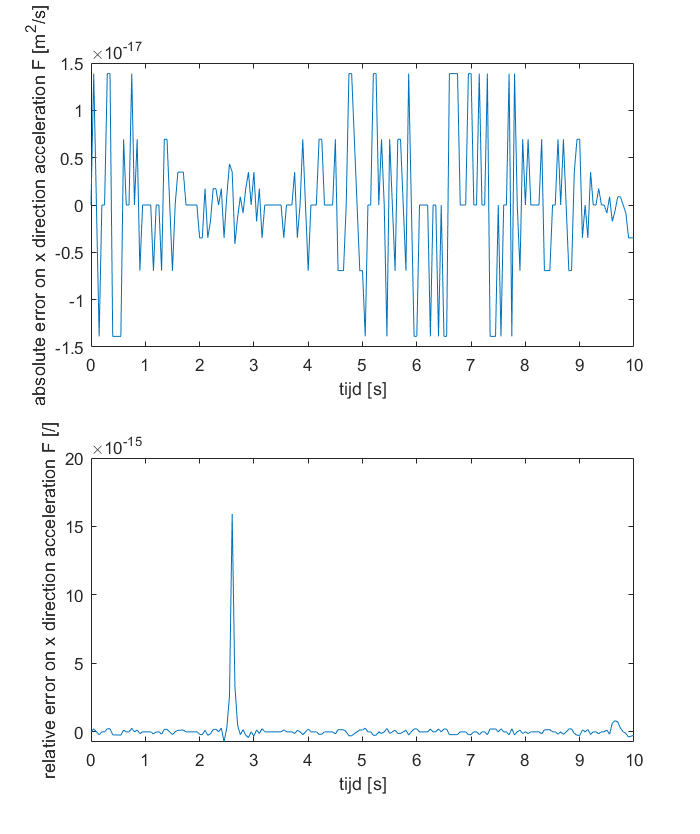 ×10^-17
absolute error on x direction acceleration F [m^2/s]
1.5
1
0.5
0
-0.5
-1
-1.5
0 1 2 3 4 5 6 7 8 9 10
tijd [s]
×10^-15
relative error on x direction acceleration F [/]
20
15
10
5
0
0 1 2 3 4 5 6 7 8 9 10
tijd [s]